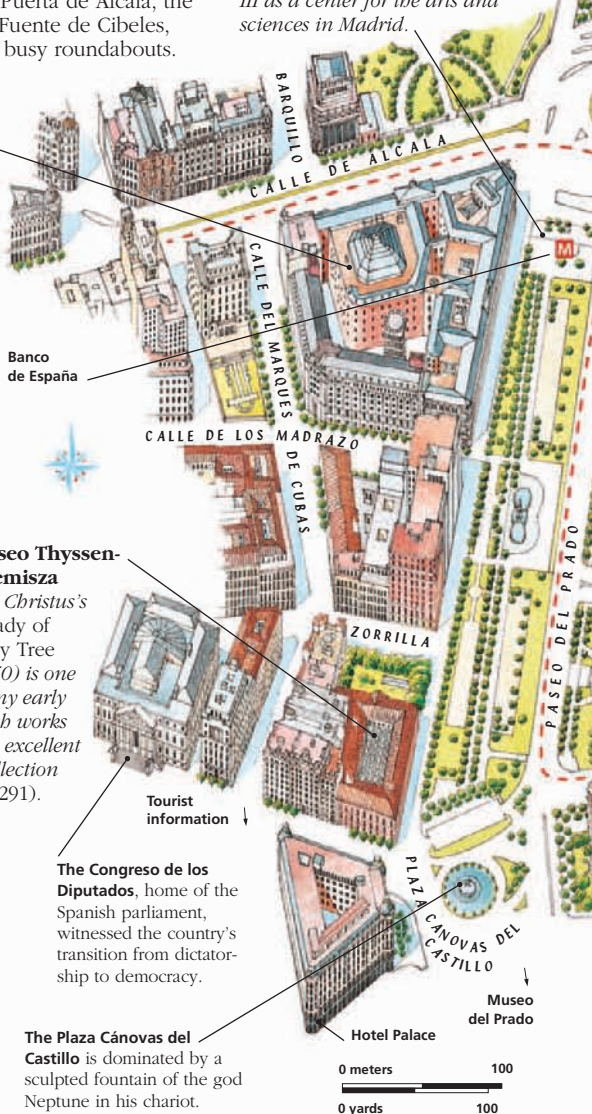 Puerta de Alcalá, the
Fuente de Cibeles,
busy roundabouts.
III as a center for the arts and
sciences in Madrid.
BARQUILLO
CALLE DE ALCALA
M
CALLE DEL MARQUES
DE CUBAS
Banco
de España
CALLE DE LOS MADRAZO
PASEO DEL PRADO
seo Thyssen-
emisza
Christus's
ady of
y Tree
0) is one
ny early
h works
excellent
llection
291).
ZORRILLA
Tourist
information
The Congreso de los
Diputados, home of the
Spanish parliament,
witnessed the country's
transition from dictator-
ship to democracy.
PLAZA CANOVAS DEL
CASTILLO
Museo
del Prado
Hotel Palace
The Plaza Cánovas del
Castillo is dominated by a
sculpted fountain of the god
Neptune in his chariot.
0 meters 100
0 yards 100